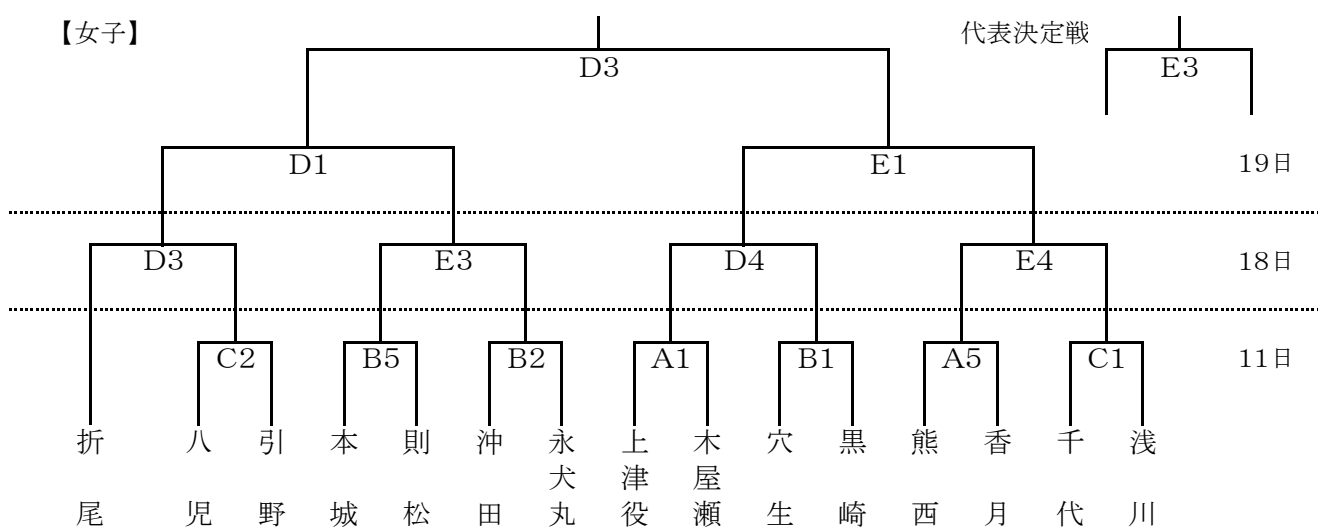 【女子】 代表決定戦
D3 E3
D1 E1 19日
D3 E3 D4 E4 18日
C2 B5 B2 A1 B1 A5 C1 11日
折尾
八児
引野
本城
則松
沖田
永犬丸
上津役
木屋瀬
穴生
黒崎
熊西
香月
千代
浅川